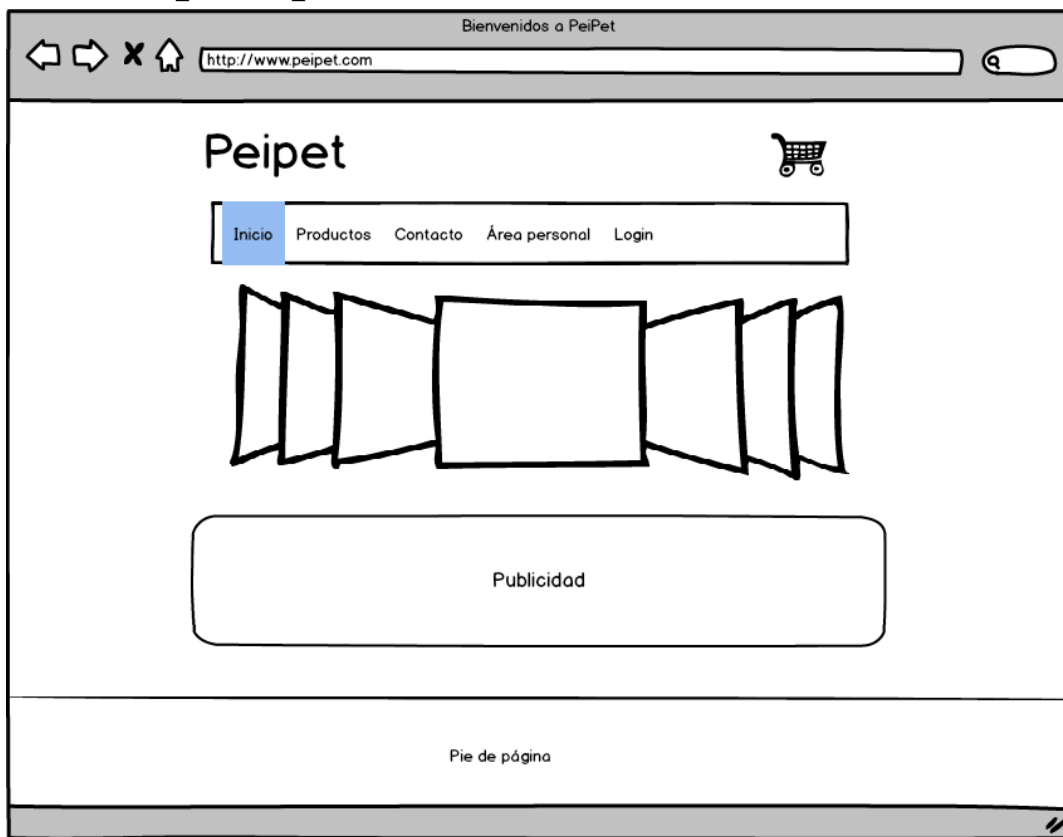 Bienvenidos a PeiPet
http://www.peipet.com
Peipet
Inicio Productos Contacto Área personal Login
Publicidad
Pie de página